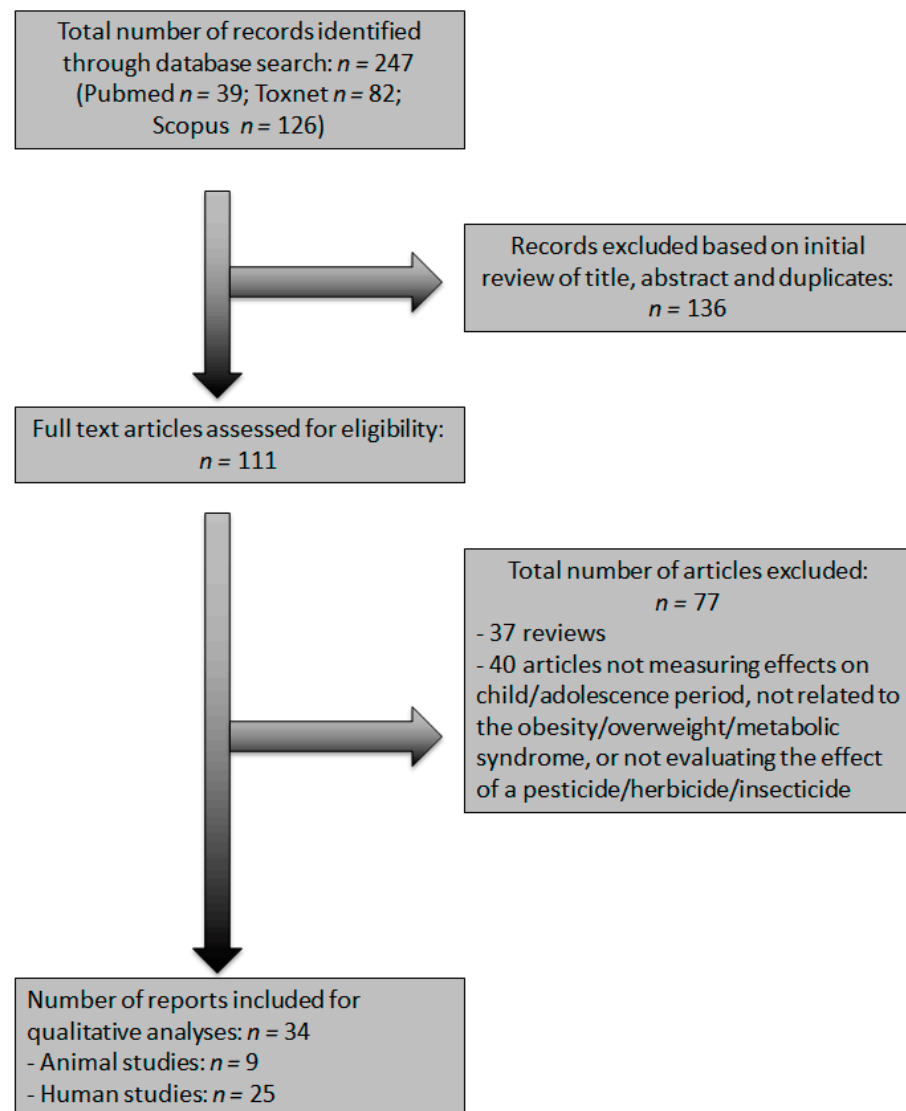 Total number of records identified
through database search: n = 247
(Pubmed n = 39; Toxnet n = 82;
Scopus n = 126)
Records excluded based on initial
review of title, abstract and duplicates:
n = 136
Full text articles assessed for eligibility:
n = 111
Total number of articles excluded:
n = 77
- 37 reviews
- 40 articles not measuring effects on
child/adolescence period, not related to
the obesity/overweight/metabolic
syndrome, or not evaluating the effect
of a pesticide/herbicide/insecticide
Number of reports included for
qualitative analyses: n = 34
- Animal studies: n = 9
- Human studies: n = 25